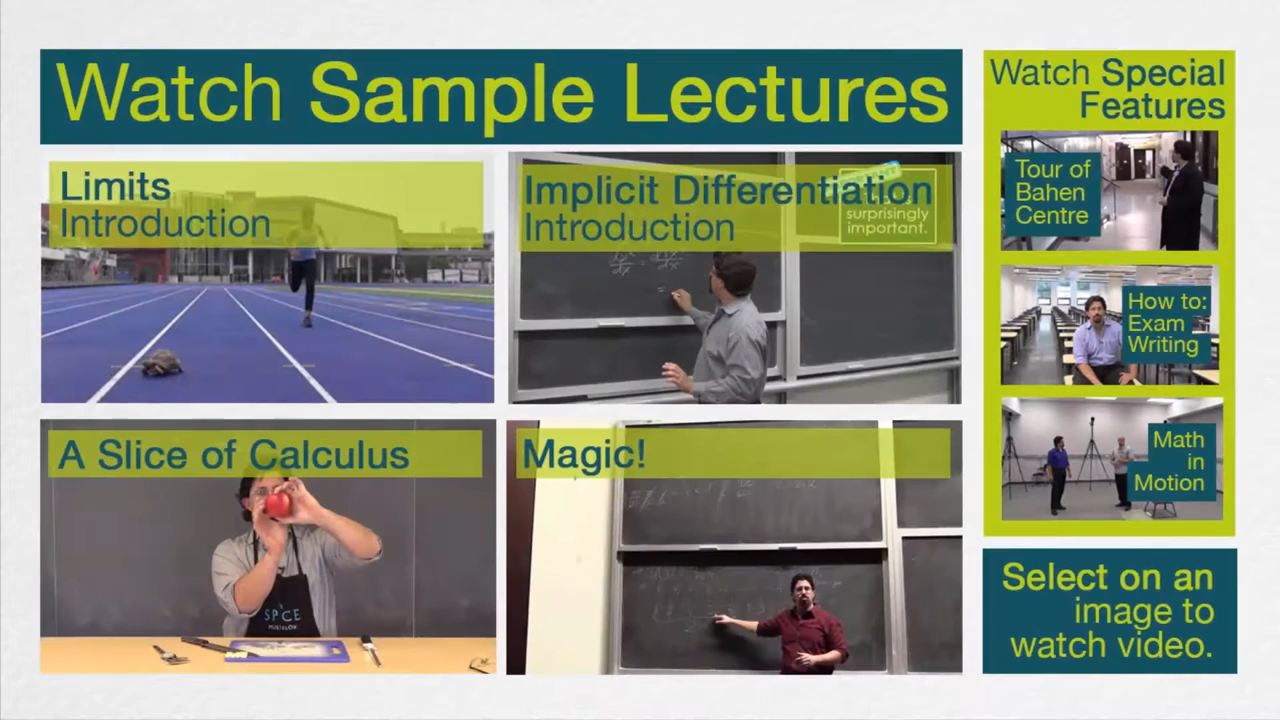 Watch Sample Lectures
Limits
Introduction
Implicit Differentiation
Introduction
surprisingly
important.
A Slice of Calculus
Magic!
Watch Special
Features
Tour of
Bahen
Centre
How to:
Exam
Writing
Math
in
Motion
Select on an
image to
watch video.